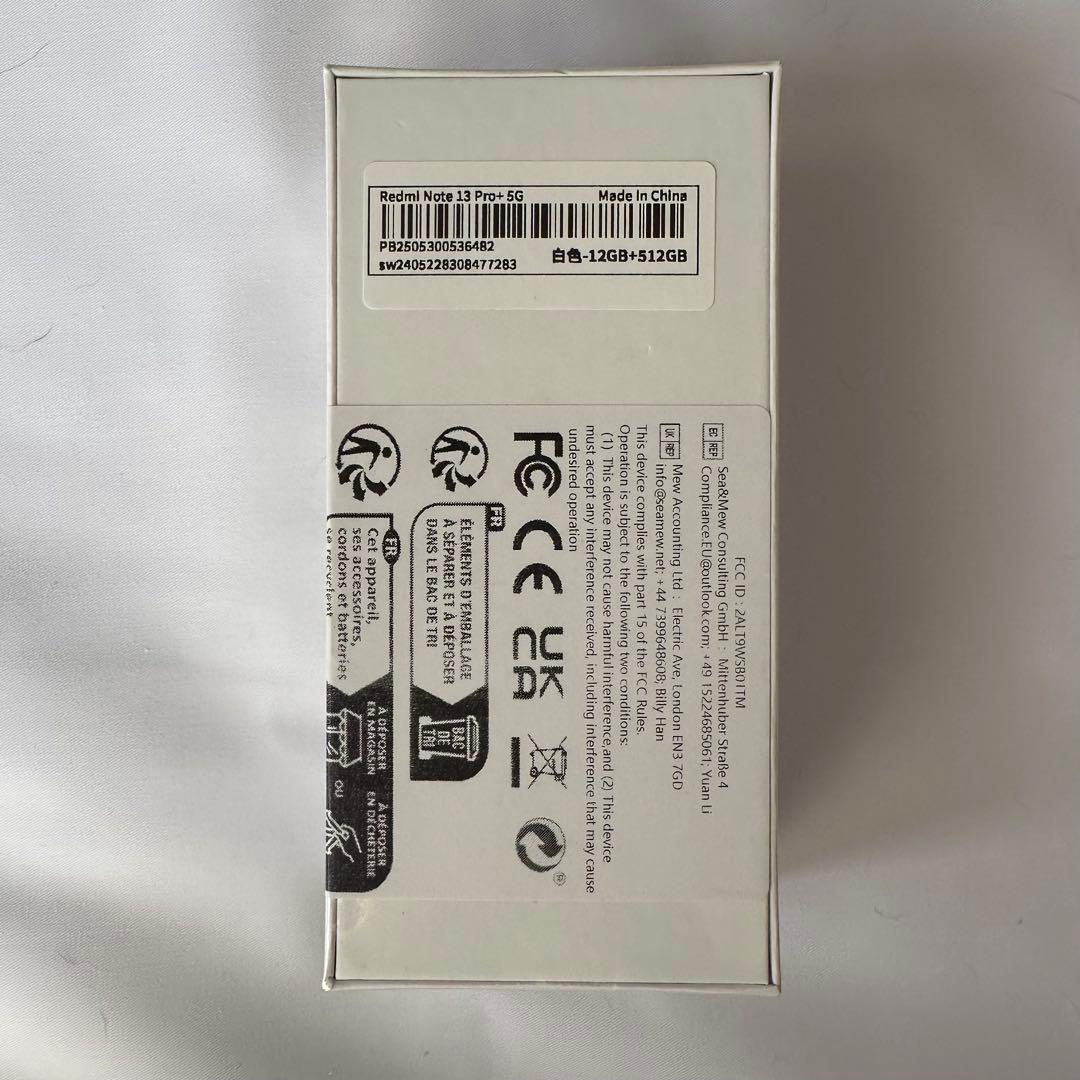 Redmi Note 13 Pro+ 5G
Made In China
PB2505300536482
sw2405228308477283
白色-12GB+512GB
FCC ID : 2ALT9WSB01TM
EC REP
Sea&Mew Consulting GmbH : Mittenhuber Straße 4
Compliance.EU@outlook.com; +49 15224685061; Yuan Li
UK REP
Mew Accounting Ltd : Electric Ave, London EN3 7GD
info@seamew.net; +44 7399648608; Billy Han
This device complies with part 15 of the FCC Rules.
Operation is subject to the following two conditions:
(1) This device may not cause harmful interference,and (2) This device
must accept any interference received, including interference that may cause
undesired operation
FC CE UK CA
FR
ÉLÉMENTS D'EMBALLAGE
À SÉPARER ET À DÉPOSER
DANS LE BAC DE TRI
BAC
DE
TRI
FR
Cet appareil,
ses accessoires,
cordons et batteries
se recyclent
À DÉPOSER
EN MAGASIN
OU
À DÉPOSER
EN DÉCHÈTERIE